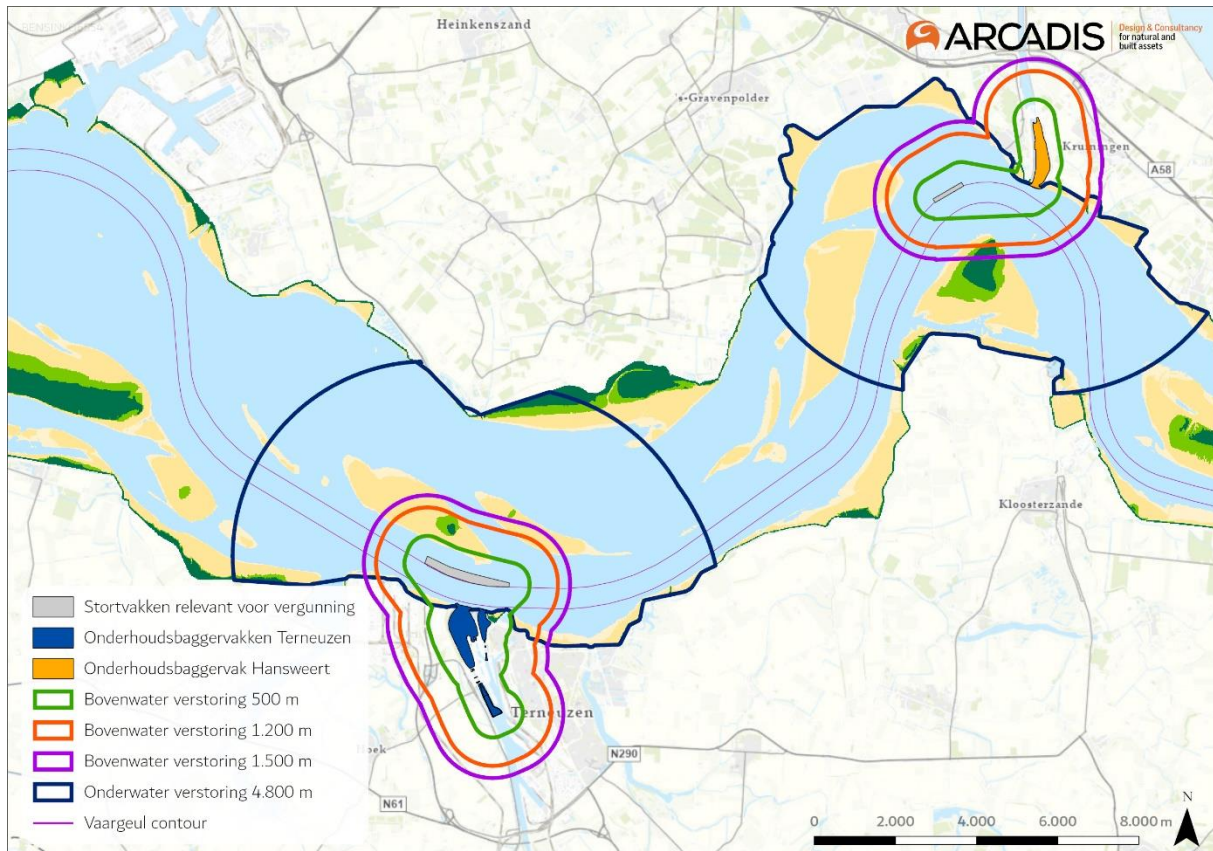 Heinkenszand
ARCADIS
Design & Consultancy
for natural and
built assets
's-Gravenpolder
Kruiningen
A58
Kloosterzande
Terneuzen
Hoek
N290
N61
Stortvakken relevant voor vergunning
Onderhoudsbaggervakken Terneuzen
Onderhoudsbaggervak Hansweert
Bovenwater verstoring 500 m
Bovenwater verstoring 1.200 m
Bovenwater verstoring 1.500 m
Onderwater verstoring 4.800 m
Vaargeul contour
N
0 2.000 4.000 6.000 8.000 m